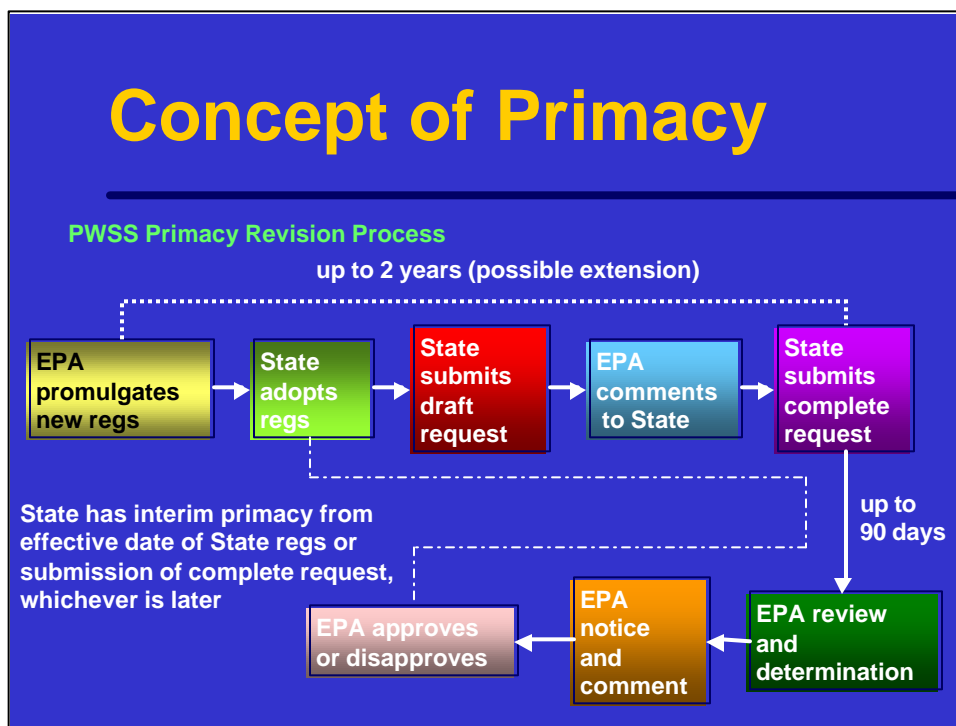 Concept of Primacy
PWSS Primacy Revision Process
up to 2 years (possible extension)
EPA
promulgates
new regs
State
adopts
regs
State
submits
draft
request
EPA
comments
to State
State
submits
complete
request
up to
90 days
State has interim primacy from
effective date of State regs or
submission of complete request,
whichever is later
EPA review
and
determination
EPA
notice
and
comment
EPA approves
or disapproves